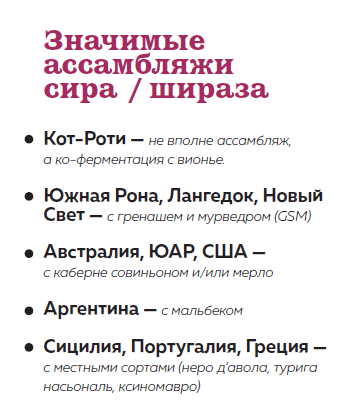 Значимые
ассамбляжи
сира / шираза
• Кот-Роти — не вполне ассамбляж,
а ко-ферментация с вионье.
• Южная Рона, Лангедок, Новый
Свет — с гренашем и мурведром (GSM)
• Австралия, ЮАР, США —
с каберне совиньоном и/или мерло
• Аргентина — с мальбеком
• Сицилия, Португалия, Греция —
с местными сортами (неро д'авола, турига
насьональ, ксиномавро)